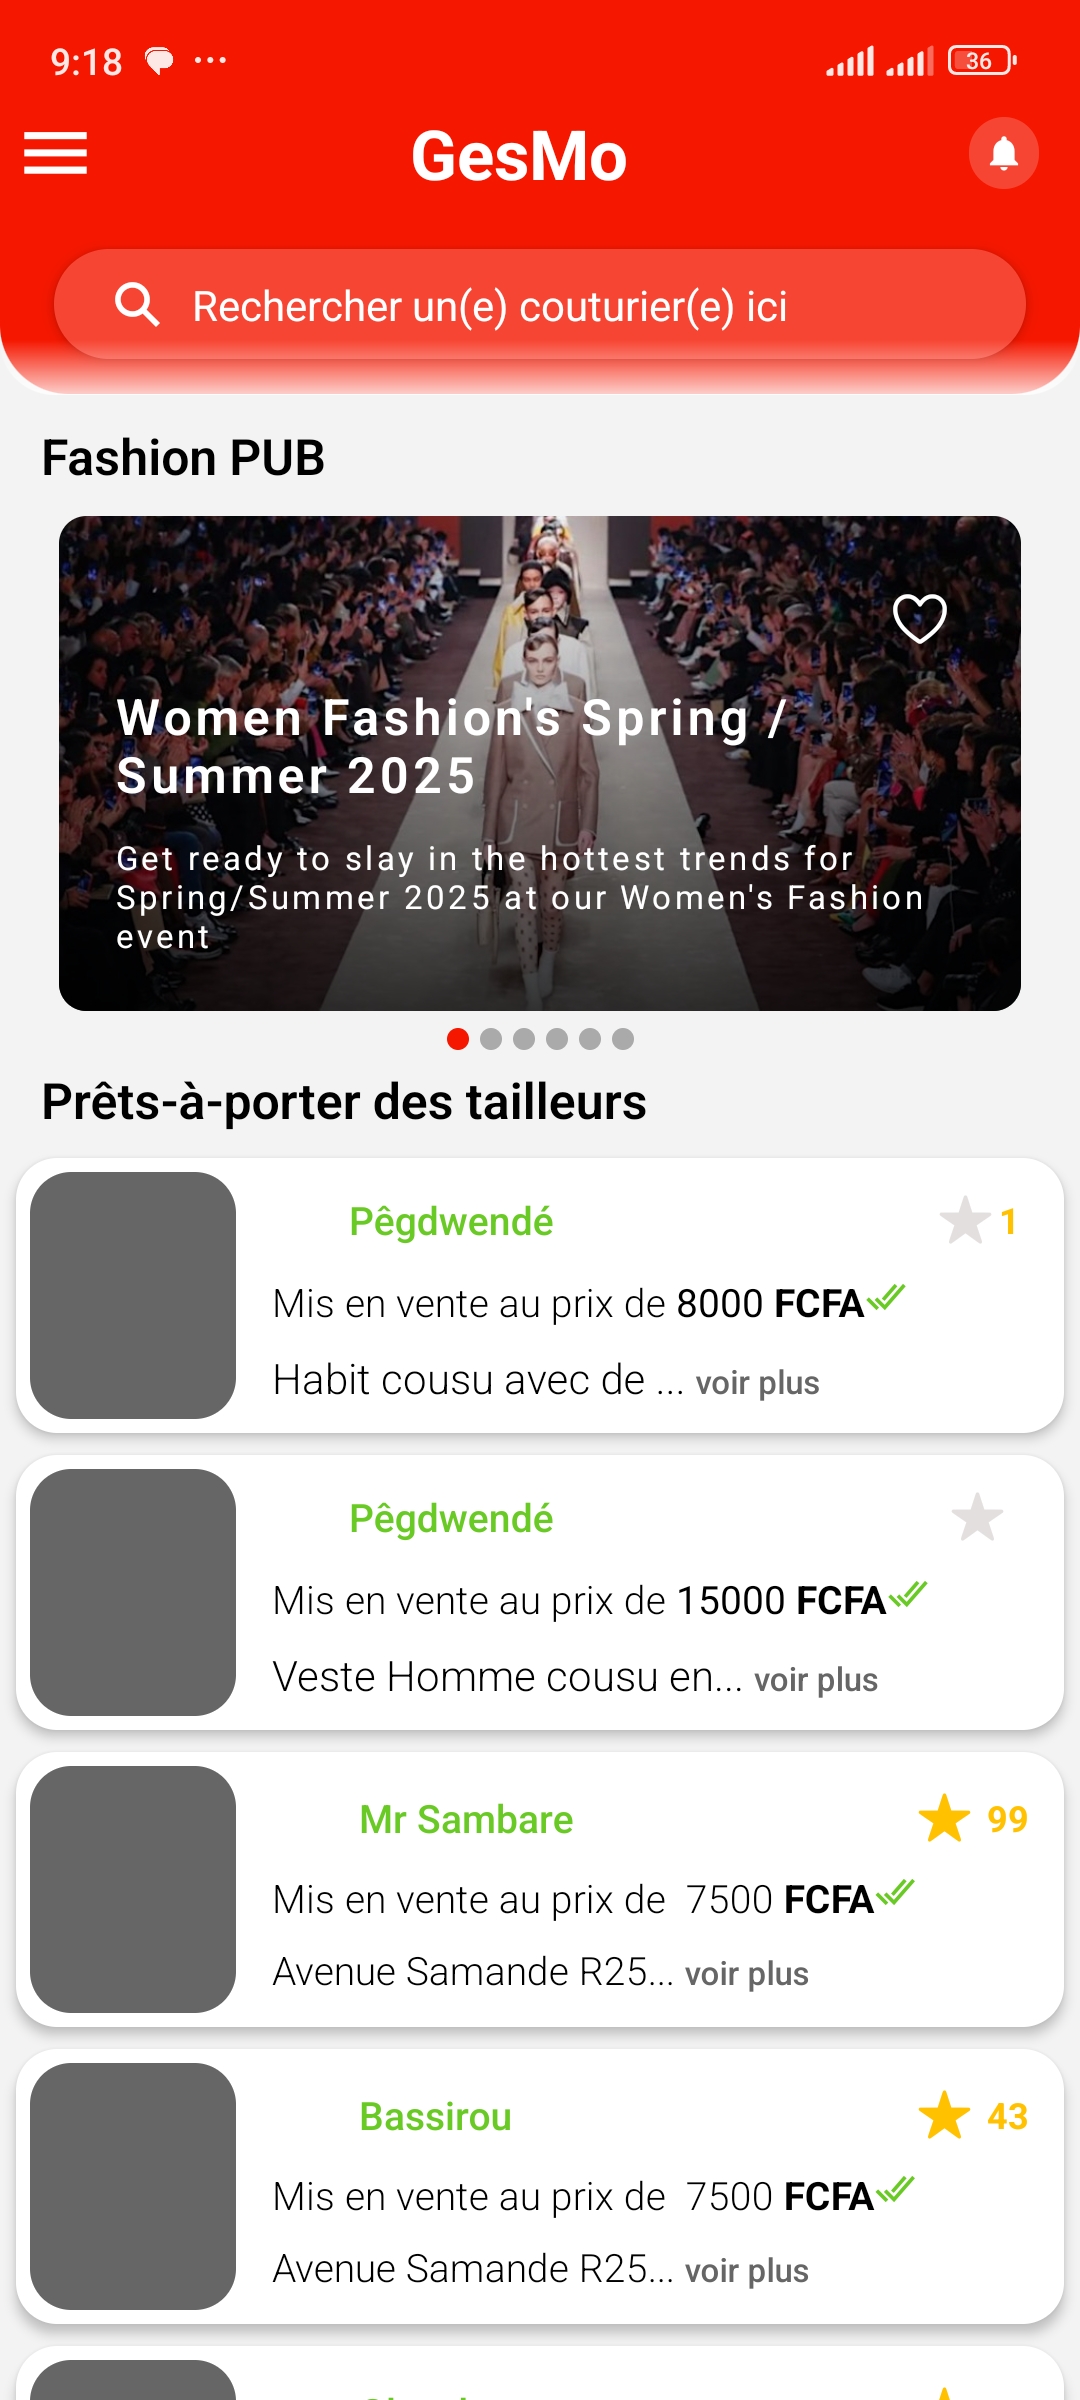 9:18 ... 36
GesMo
Rechercher un(e) couturier(e) ici
Fashion PUB
Women Fashion's Spring /
Summer 2025
Get ready to slay in the hottest trends for
Spring/Summer 2025 at our Women's Fashion
event
Prêts-à-porter des tailleurs
Pêgdwendé 1
Mis en vente au prix de 8000 FCFA
Habit cousu avec de ... voir plus
Pêgdwendé
Mis en vente au prix de 15000 FCFA
Veste Homme cousu en... voir plus
Mr Sambare 99
Mis en vente au prix de 7500 FCFA
Avenue Samande R25... voir plus
Bassirou 43
Mis en vente au prix de 7500 FCFA
Avenue Samande R25... voir plus